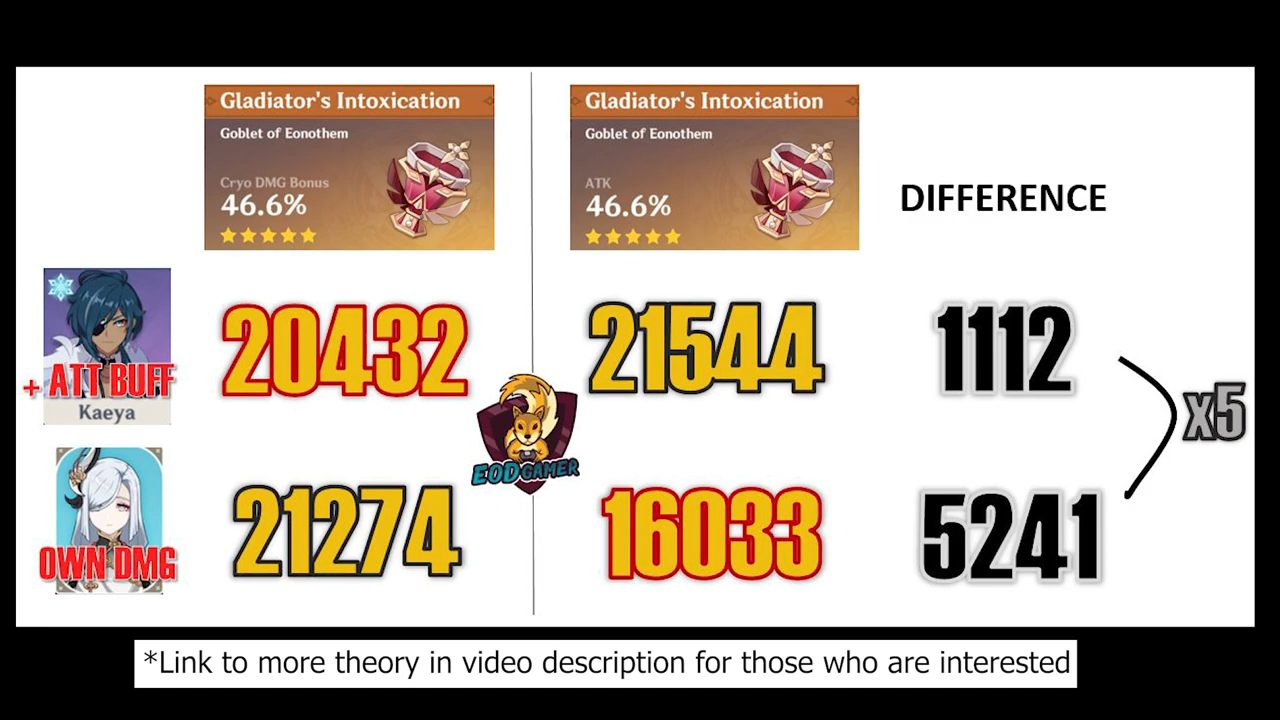 Gladiator's Intoxication
Goblet of Eonothem
Cryo DMG Bonus
46.6%
Gladiator's Intoxication
Goblet of Eonothem
ATK
46.6%
DIFFERENCE
+ ATT BUFF
Kaeya
20432
21544
1112
x5
EODGAMER
OWN DMG
21274
16033
5241
*Link to more theory in video description for those who are interested